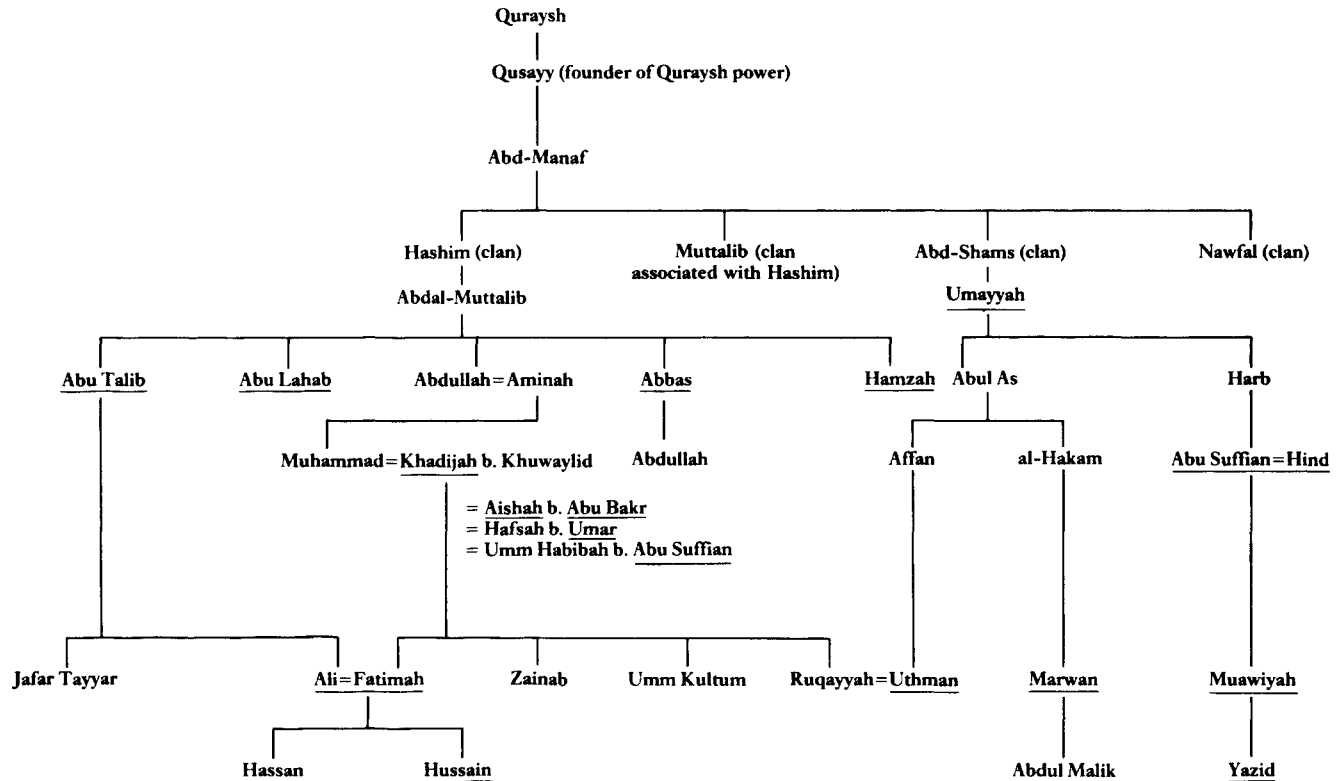 Quraysh
Qusayy (founder of Quraysh power)
Abd-Manaf
Hashim (clan)
Muttalib (clan
associated with Hashim)
Abd-Shams (clan)
Nawfal (clan)
Abdal-Muttalib
Umayyah
Abu Talib
Abu Lahab
Abdullah=Aminah
Abbas
Hamzah
Abul As
Harb
Muhammad=Khadijah b. Khuwaylid
Abdullah
Affan
al-Hakam
Abu Suffian=Hind
= Aishah b. Abu Bakr
= Hafsah b. Umar
= Umm Habibah b. Abu Suffian
Jafar Tayyar
Ali=Fatimah
Zainab
Umm Kultum
Ruqayyah=Uthman
Marwan
Muawiyah
Hassan
Hussain
Abdul Malik
Yazid